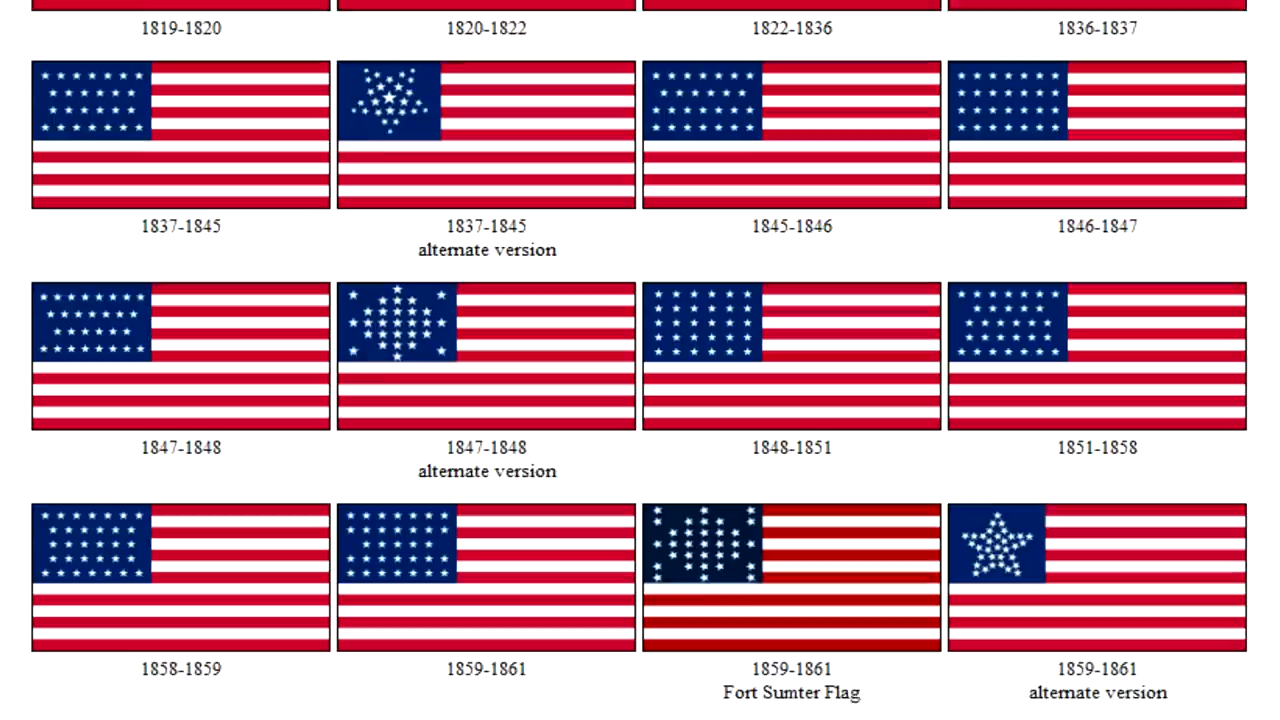 1819-1820 1820-1822 1822-1836 1836-1837
1837-1845 1837-1845 1845-1846 1846-1847
alternate version
1847-1848 1847-1848 1848-1851 1851-1858
alternate version
1858-1859 1859-1861 1859-1861 1859-1861
Fort Sumter Flag alternate version